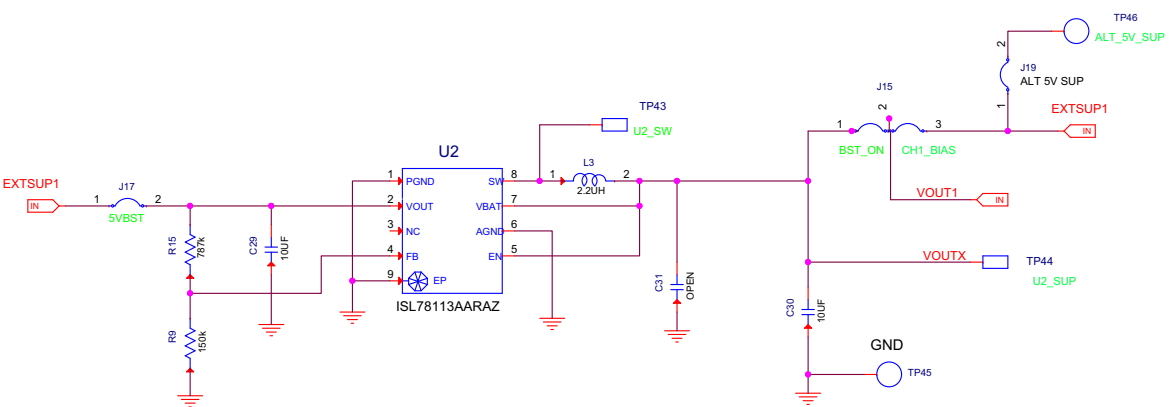 TP46
ALT_5V_SUP
2
J19
ALT 5V SUP
1
J15
2
EXTSUP1
IN
1
3
BST_ON
CH1_BIAS
TP43
U2_SW
U2
EXTSUP1
IN
1
J17
2
5VBST
1
PGND
SW
8
1
L3
2
2.2UH
2
VOUT
VBAT
7
3
NC
AGND
6
4
FB
EN
5
9
EP
ISL78113AARAZ
R15
787k
C29
10UF
R9
150k
C31
OPEN
VOUT1
IN
VOUTX
TP44
U2_SUP
C30
10UF
GND
TP45